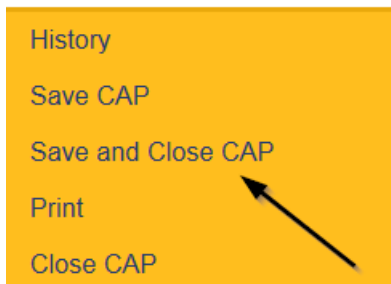 History
Save CAP
Save and Close CAP
Print
Close CAP